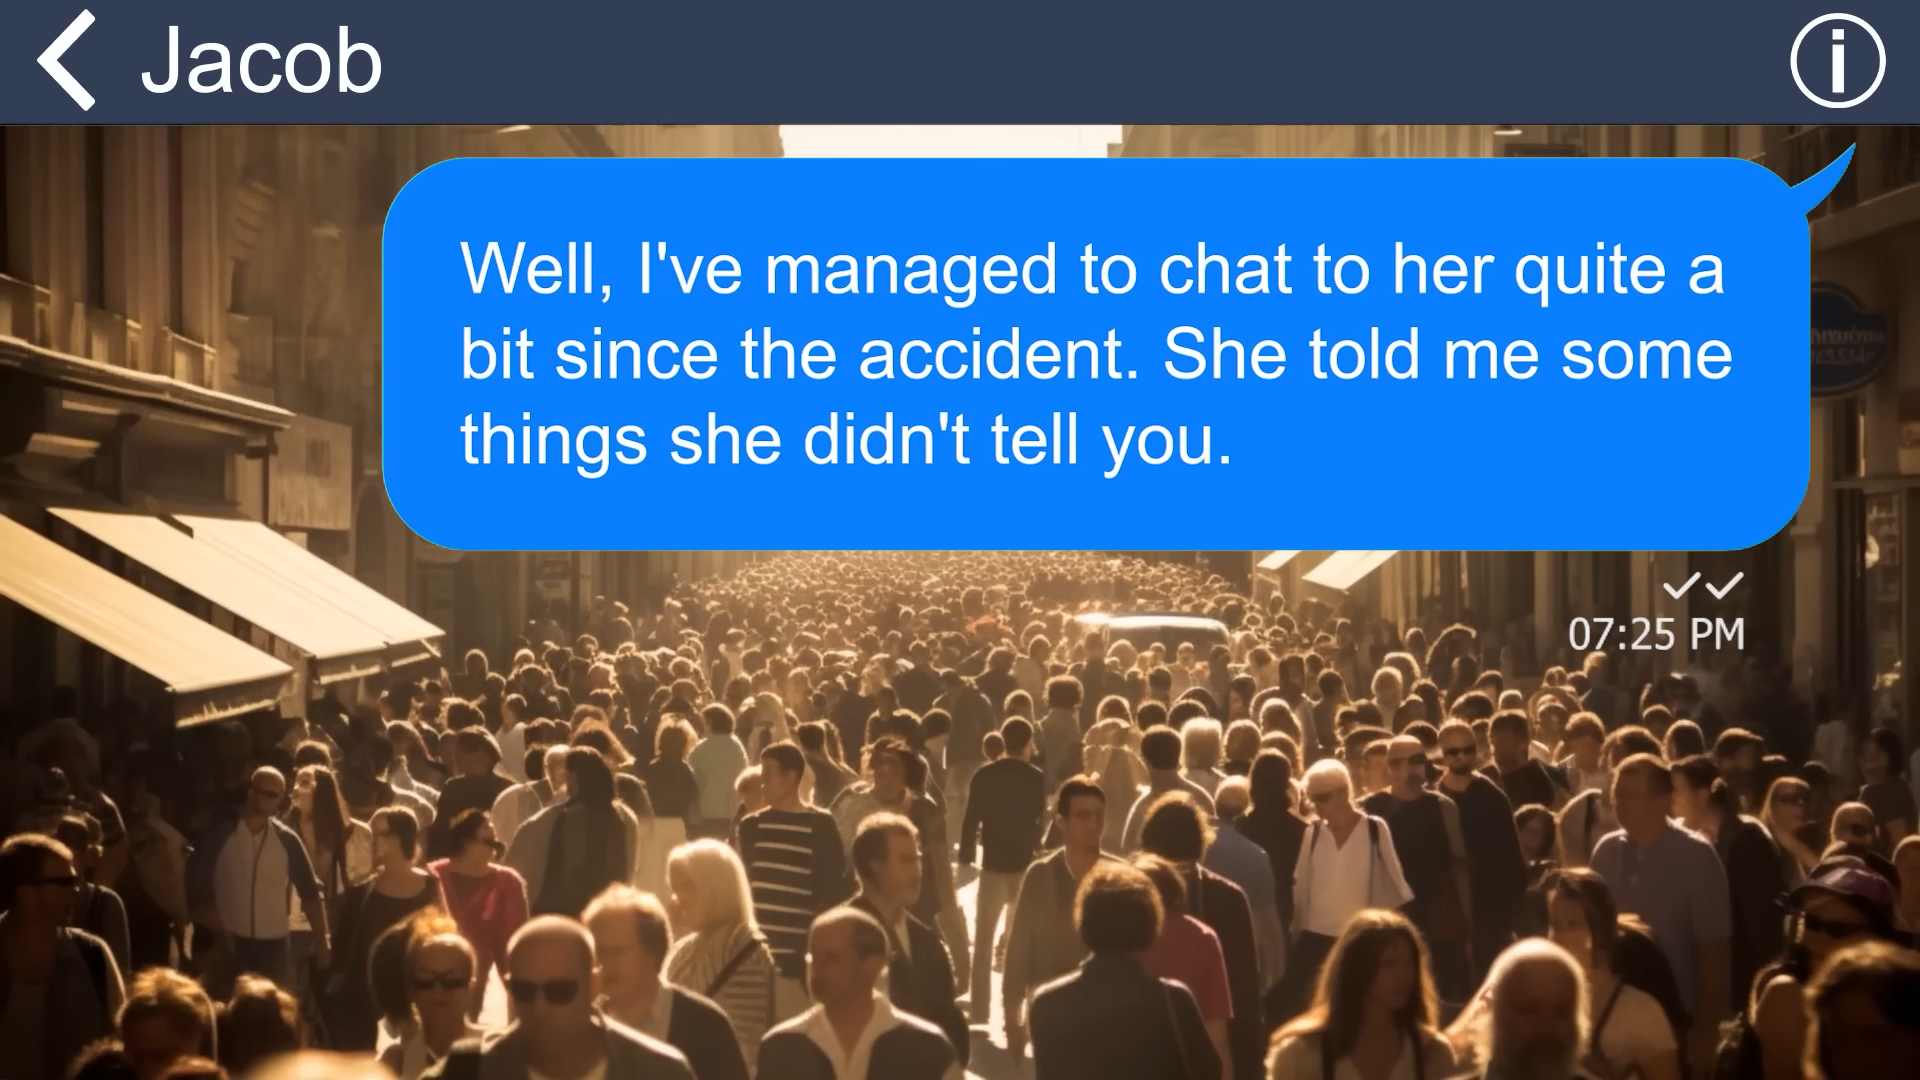 Jacob
Well, I've managed to chat to her quite a
bit since the accident. She told me some
things she didn't tell you.
07:25 PM